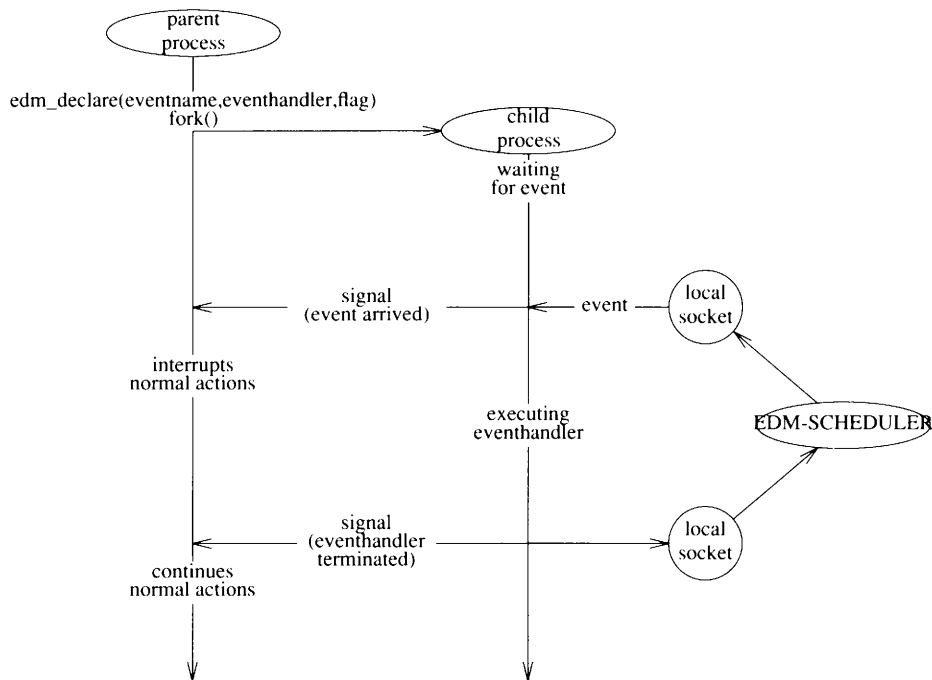 parent
process
edm_declare(eventname,eventhandler,flag)
fork()
child
process
waiting
for event
signal
(event arrived)
event
local
socket
interrupts
normal actions
executing
eventhandler
EDM-SCHEDULER
signal
(eventhandler
terminated)
local
socket
continues
normal actions